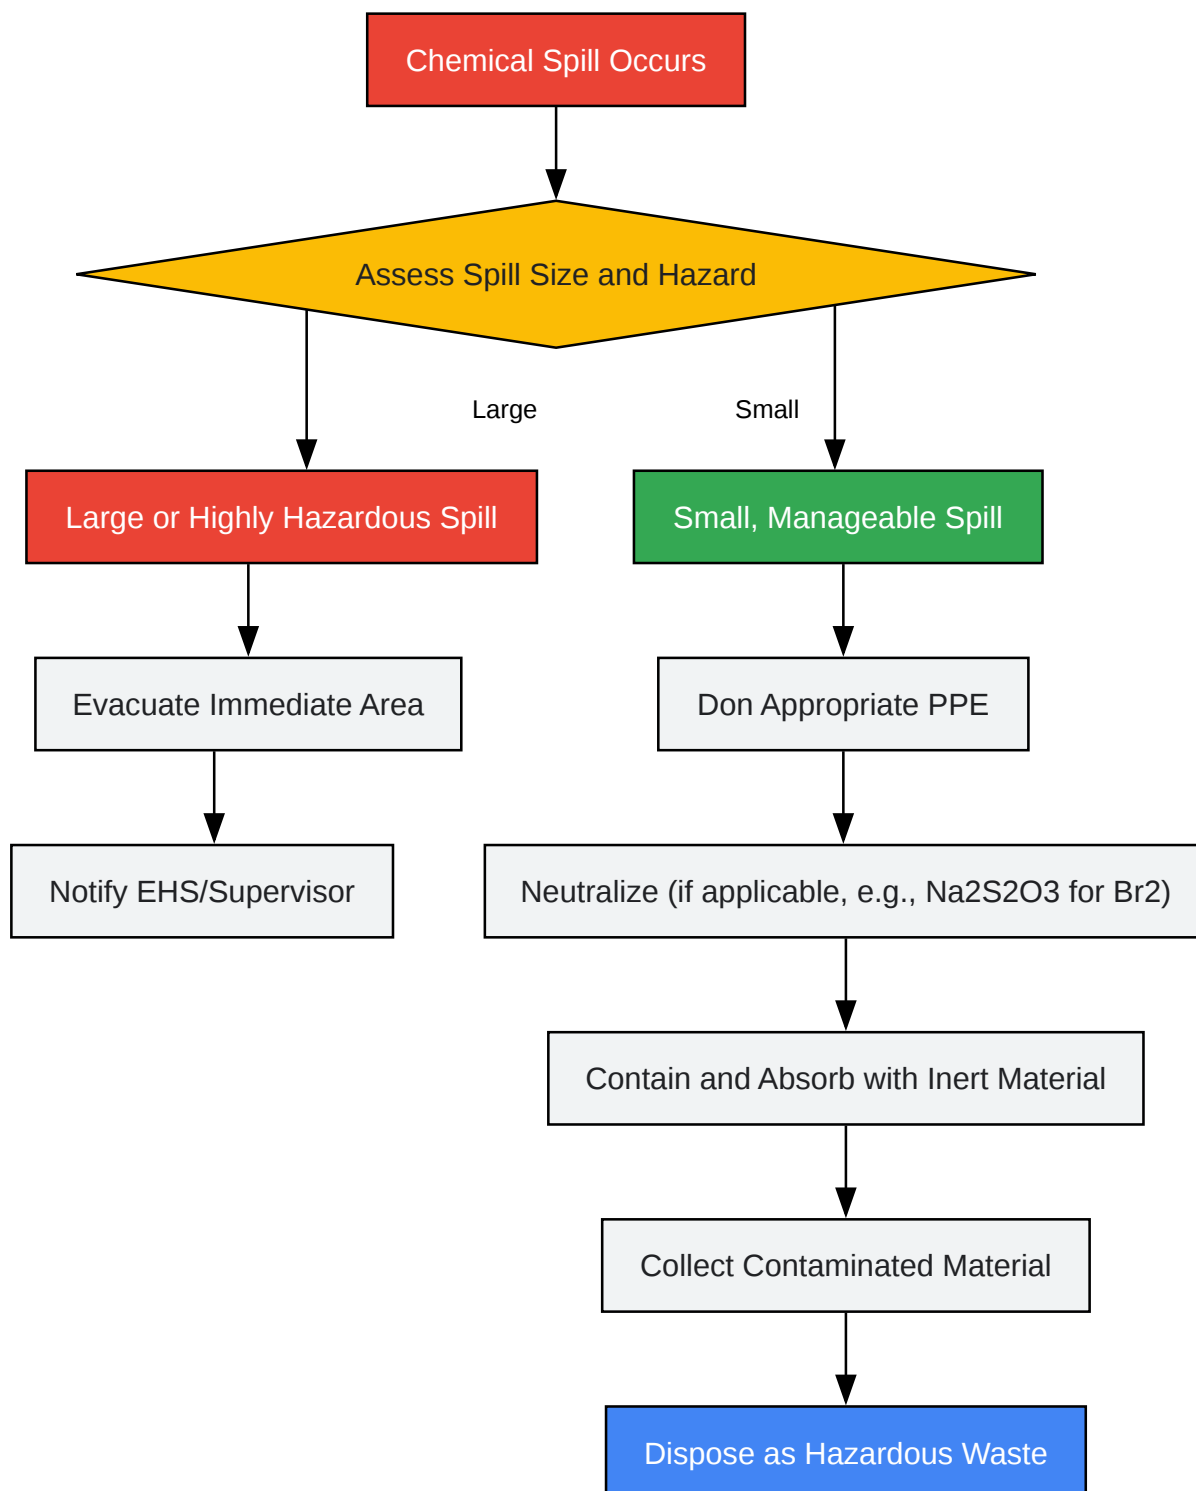 Chemical Spill Occurs
Assess Spill Size and Hazard
Large
Small
Large or Highly Hazardous Spill
Small, Manageable Spill
Evacuate Immediate Area
Don Appropriate PPE
Notify EHS/Supervisor
Neutralize (if applicable, e.g., Na2S2O3 for Br2)
Contain and Absorb with Inert Material
Collect Contaminated Material
Dispose as Hazardous Waste